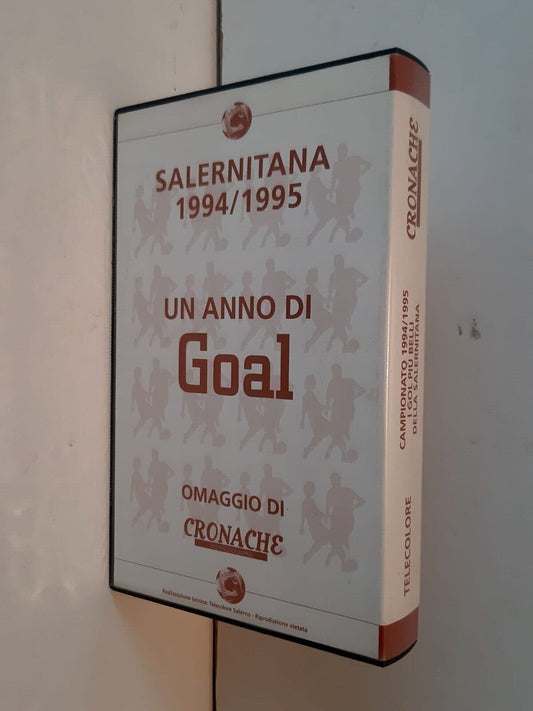 SALERNITANA
1994/1995
UN ANNO DI
Goal
OMAGGIO DI
CRONACHE
Realizzazione tecnica: Telecolore Salerno - Riproduzione vietata
CRONACHE
CAMPIONATO 1994/1995
I GOL PIÙ BELLI
DELLA SALERNITANA
TELECOLORE